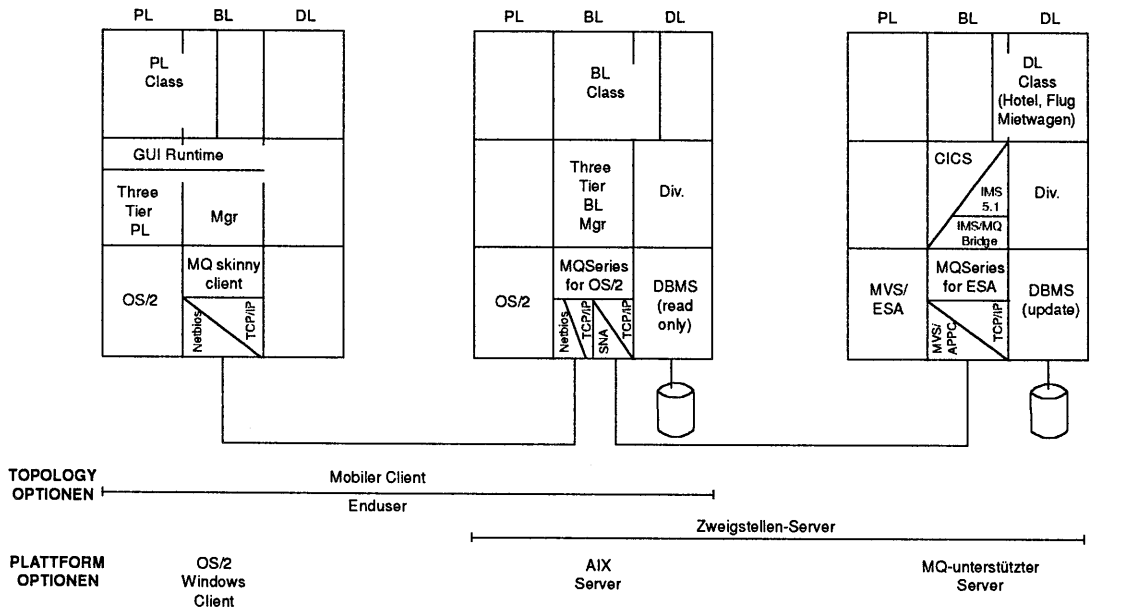 PL BL DL
PL BL DL
PL BL DL
PL
Class
GUI Runtime
Three
Tier
PL
Mgr
OS/2
MQ skinny
client
Netbios
TCP/IP
BL
Class
Three
Tier
BL
Mgr
Div.
OS/2
MQSeries
for OS/2
Netbios
TCP/IP
SNA
TCP/IP
DBMS
(read
only)
DL
Class
(Hotel, Flug
Mietwagen)
CICS
IMS
5.1
IMS/MQ
Bridge
Div.
MVS/
ESA
MQSeries
for ESA
MVS/
APPC
TCP/IP
DBMS
(update)
TOPOLOGY
OPTIONEN
Mobiler Client
Enduser
Zweigstellen-Server
PLATTFORM
OPTIONEN
OS/2
Windows
Client
AIX
Server
MQ-unterstützter
Server